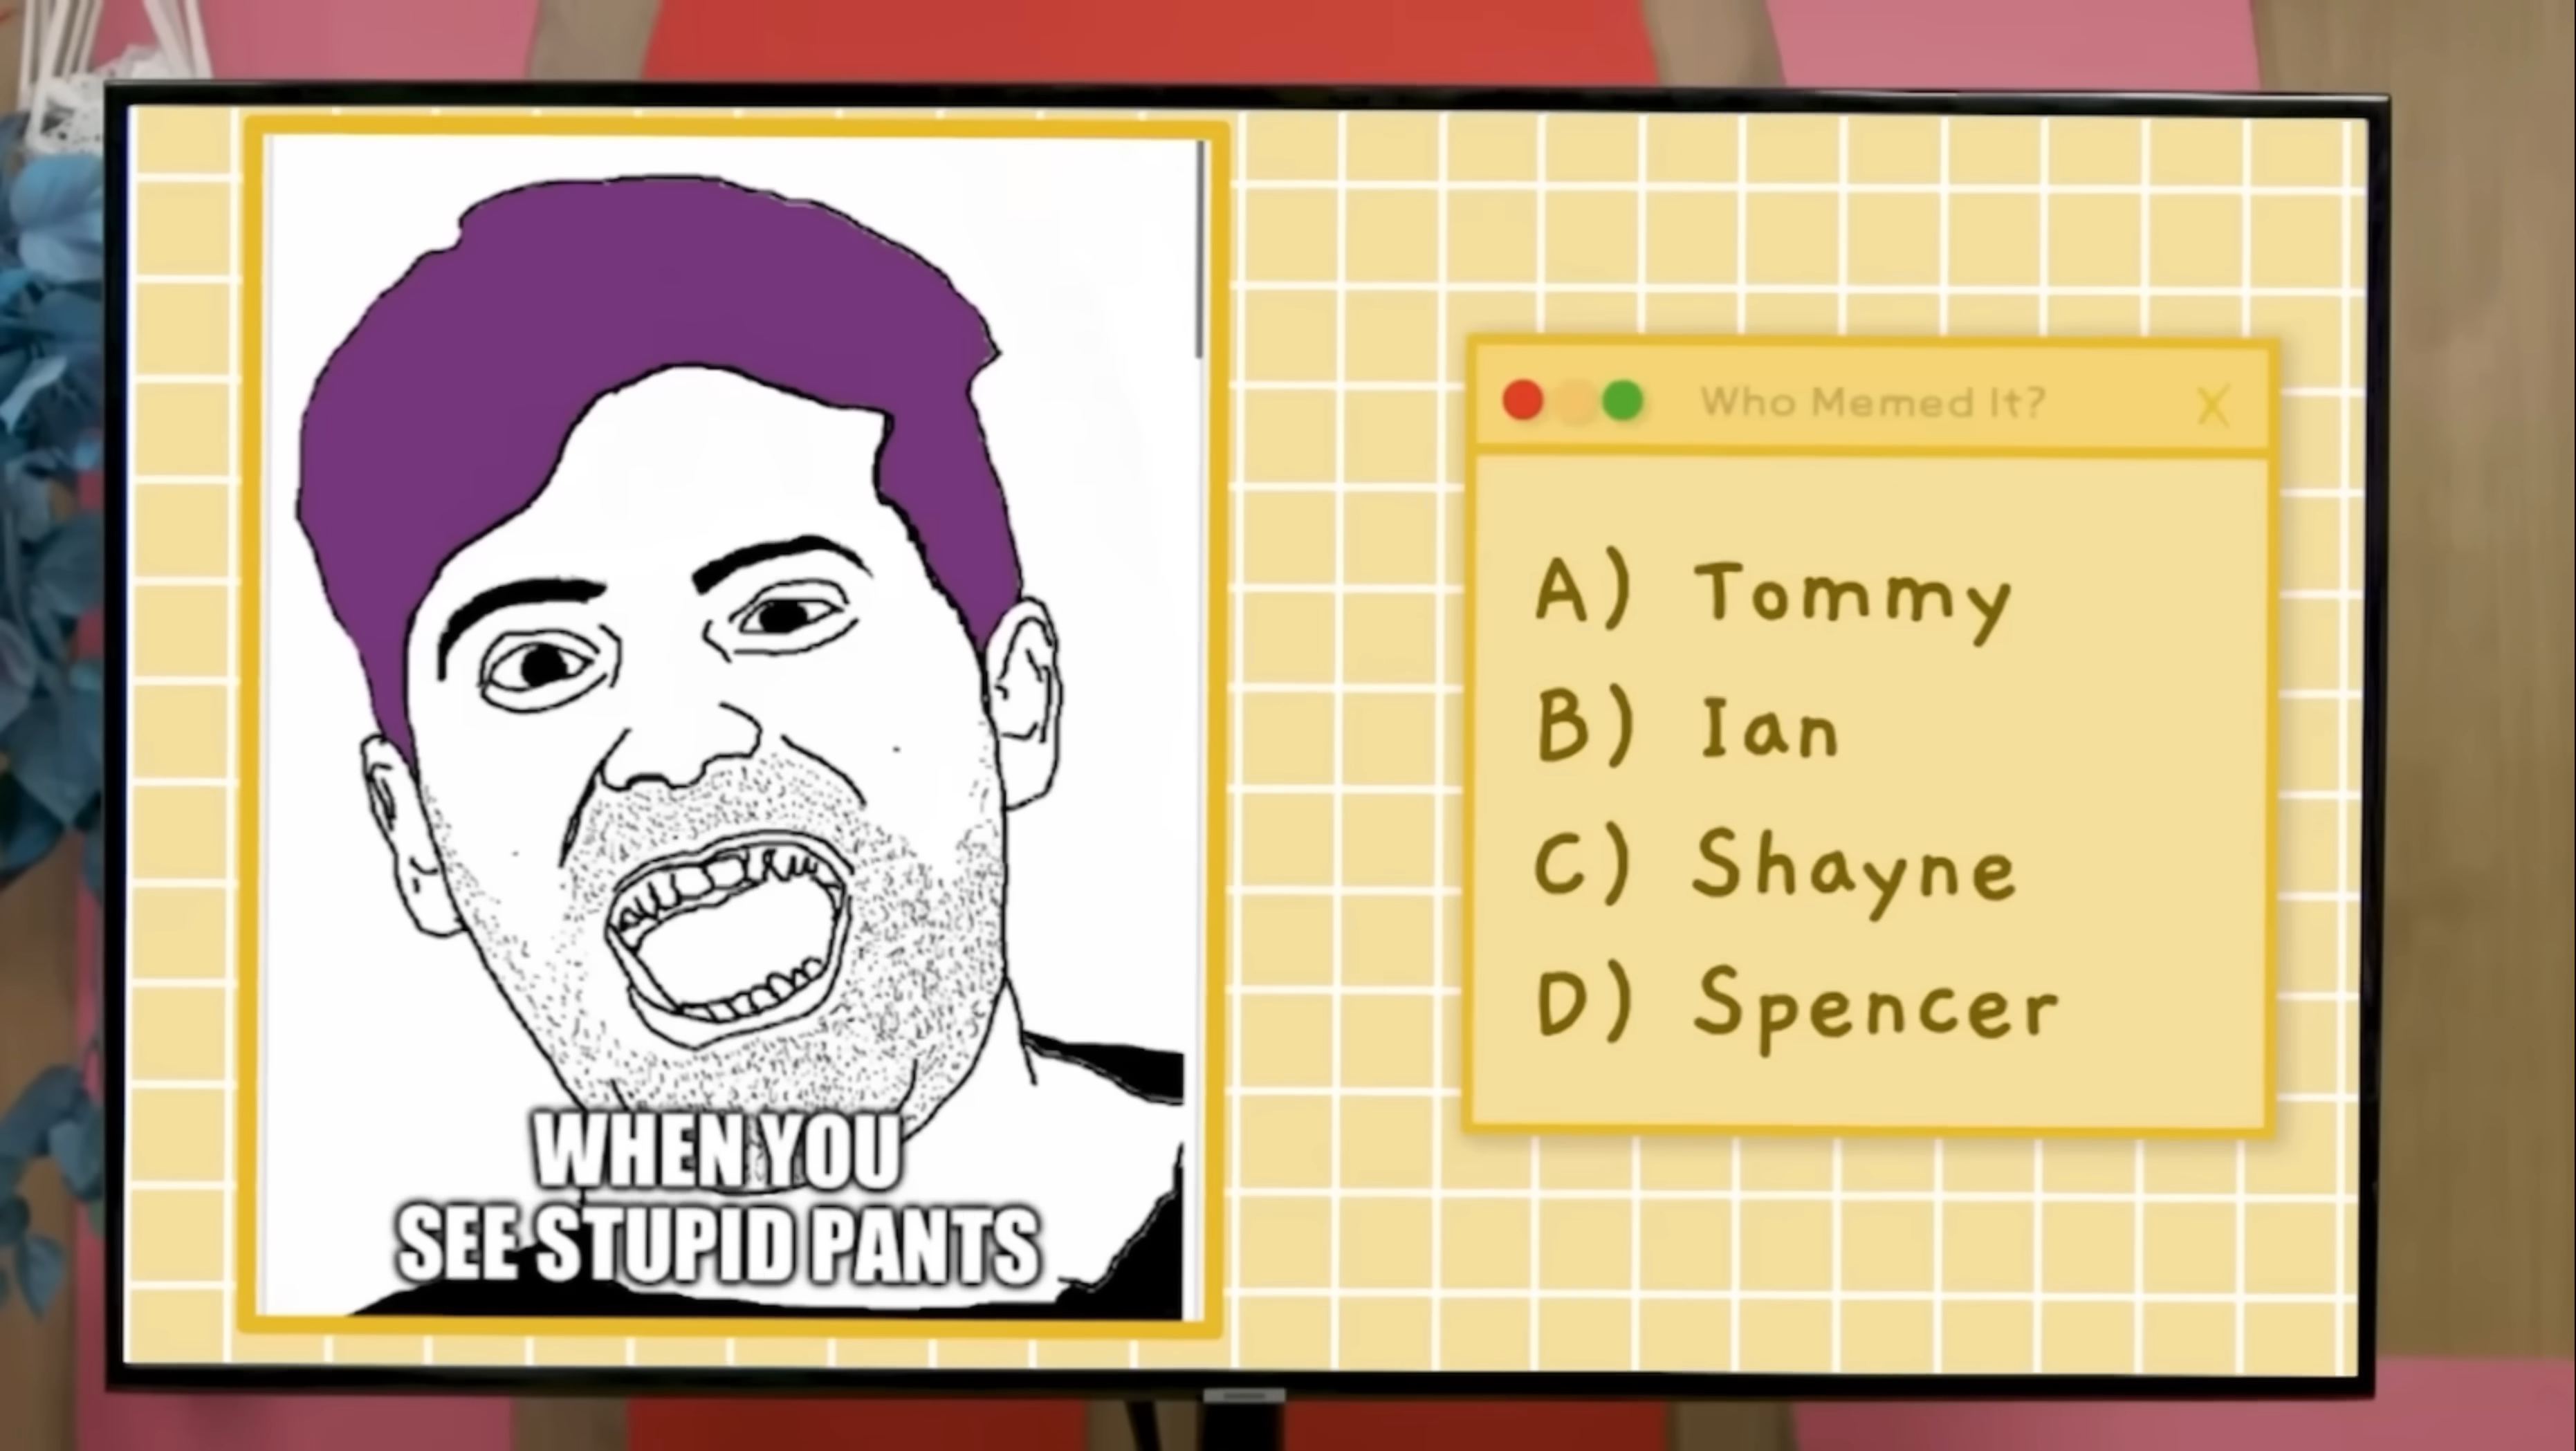 WHEN YOU
SEE STUPID PANTS
Who Memed It?
X
A) Tommy
B) Ian
C) Shayne
D) Spencer